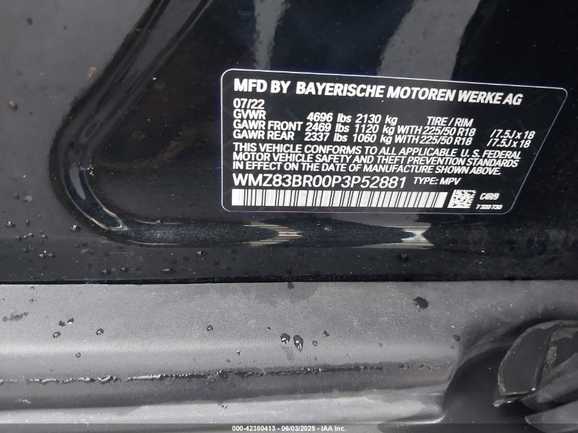 MFD BY BAYERISCHE MOTOREN WERKE AG
07/22
GVWR 4696 lbs 2130 kg TIRE / RIM
GAWR FRONT 2469 lbs 1120 kg WITH 225/50 R18 /7.5J x 18
GAWR REAR 2337 lbs 1060 kg WITH 225/50 R18 /7.5J x 18
THIS VEHICLE CONFORMS TO ALL APPLICABLE U. S. FEDERAL
MOTOR VEHICLE SAFETY, BUMPER, AND THEFT PREVENTION STANDARDS
IN EFFECT ON THE DATE OF MANUFACTURE SHOWN ABOVE.
WMZ83BR00P3P52881 TYPE: MPV
000-42360413 - 06/03/2025 - IAA Inc.